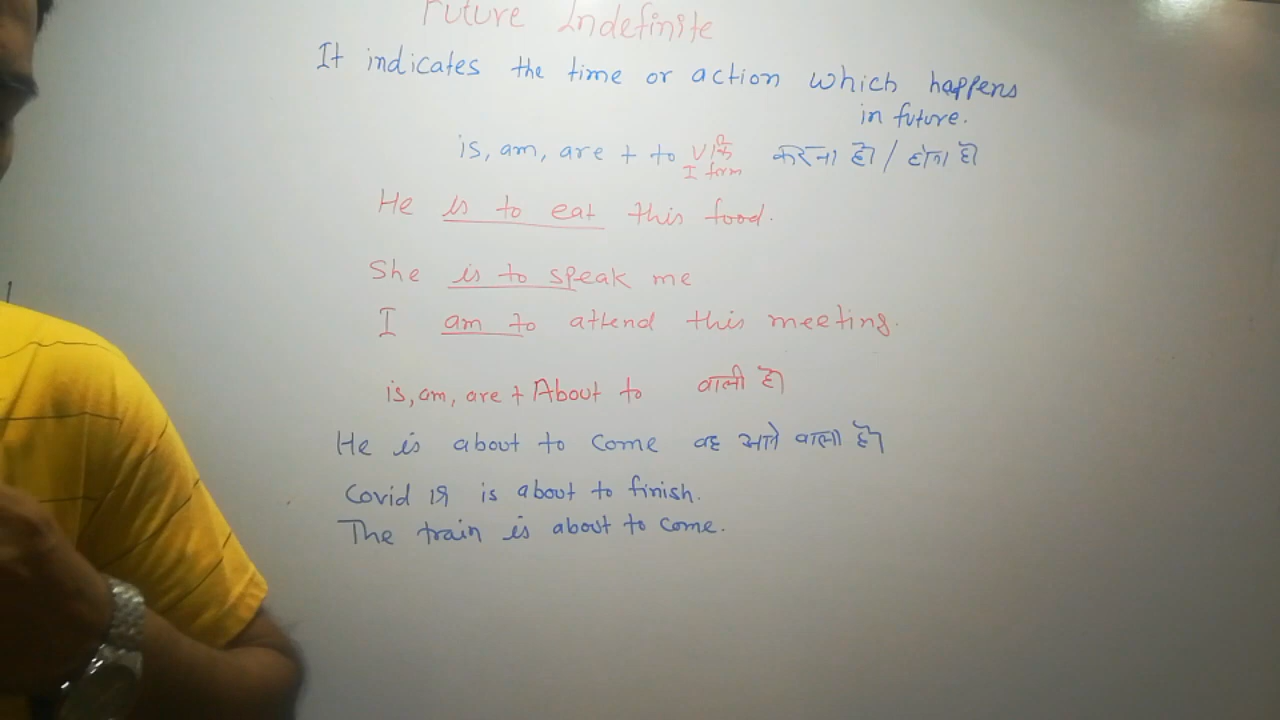 Future Indefinite
It indicates the time or action which happens
in future.
is, am, are + to V1 करना है / होना है
I form
He is to eat this food.
She is to speak me
I am to attend this meeting.
is, am, are + About to वाली है
He is about to come वह आने वाला है
Covid 19 is about to finish.
The train is about to come.